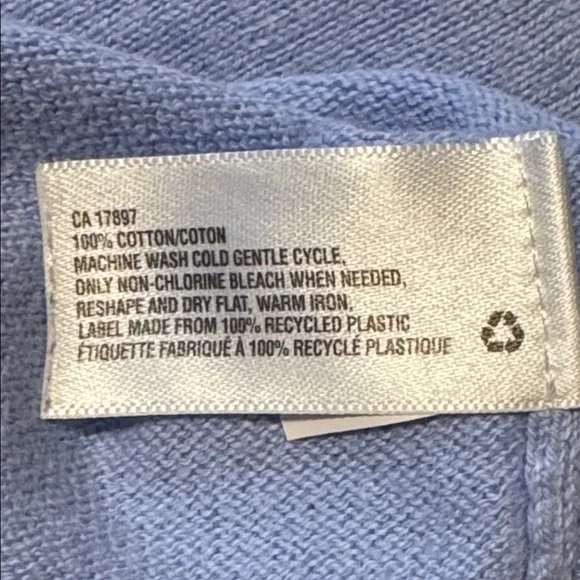 CA 17897
100% COTTON/COTON
MACHINE WASH COLD GENTLE CYCLE,
ONLY NON-CHLORINE BLEACH WHEN NEEDED,
RESHAPE AND DRY FLAT, WARM IRON.
LABEL MADE FROM 100% RECYCLED PLASTIC
ÉTIQUETTE FABRIQUÉ À 100% RECYCLÉ PLASTIQUE